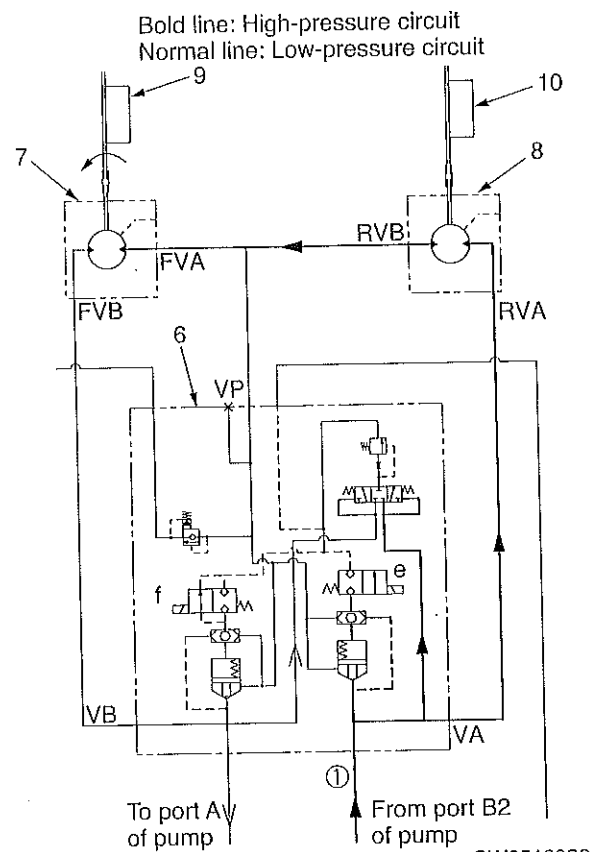 Bold line: High-pressure circuit
Normal line: Low-pressure circuit
9
10
7
8
RVB
FVA
FVB
RVA
6
VP
e
f
VB
VA
①
To port A
of pump
From port B2
of pump